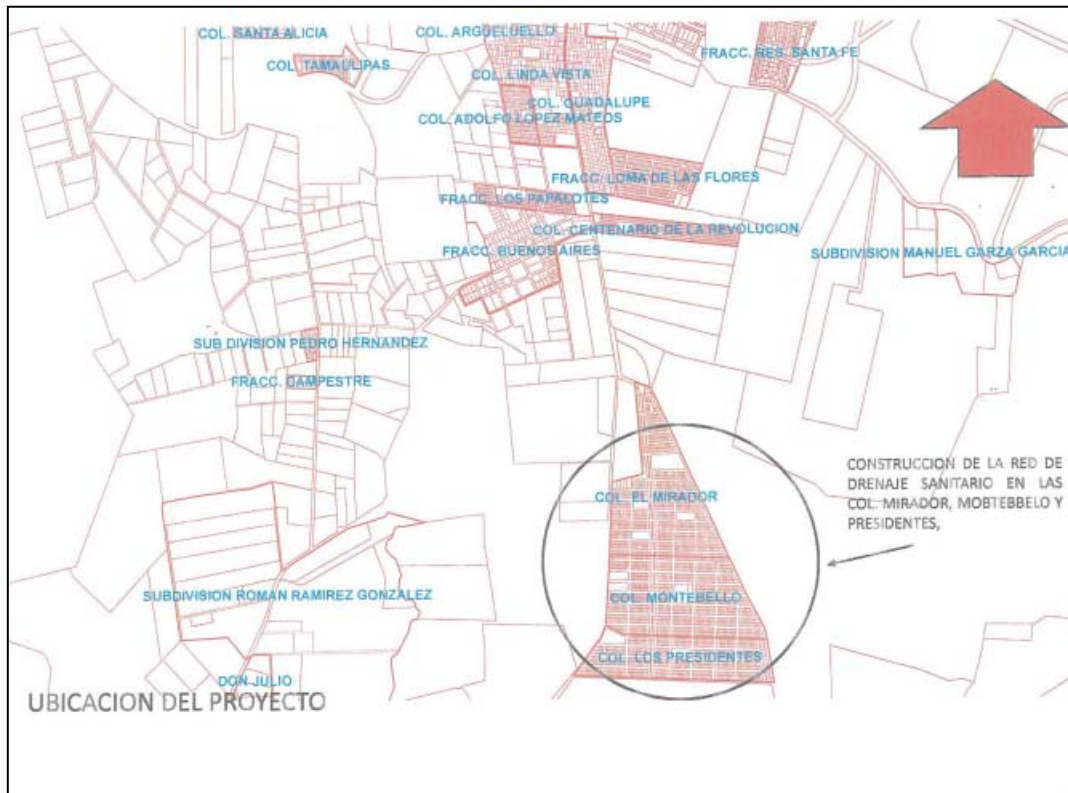 COL. SANTA ALICIA
COL. ARGUELUELLO
FRACC. RES. SANTA FE
COL. TAMAULIPAS
COL. LINDA VISTA
COL. GUADALUPE
COL. ADOLFO LOPEZ MATEOS
FRACC. LOMA DE LAS FLORES
FRACC. LOS PAPALOTES
COL. CENTENARIO DE LA REVOLUCION
FRACC. BUENOS AIRES
SUBDIVISION MANUEL GARZA GARCIA
SUB DIVISION PEDRO HERNANDEZ
FRACC. CAMPESTRE
CONSTRUCCION DE LA RED DE
DRENAJE SANITARIO EN LAS
COL. MIRADOR, MOBTEBBELO Y
PRESIDENTES,
COL. EL MIRADOR
SUBDIVISION ROMAN RAMIREZ GONZALEZ
COL. MONTEBELLO
COL. LOS PRESIDENTES
DON JULIO
UBICACION DEL PROYECTO